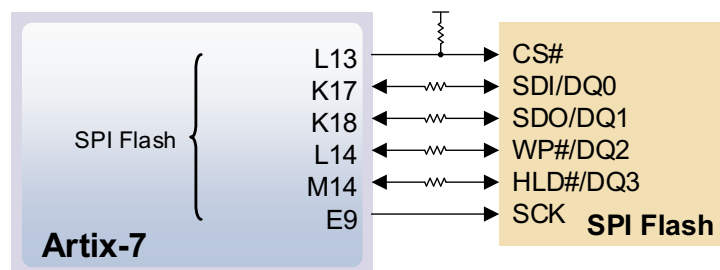 L13 CS#
K17 SDI/DQ0
K18 SDO/DQ1
SPI Flash L14 WP#/DQ2
M14 HLD#/DQ3
E9 SCK
Artix-7 SPI Flash